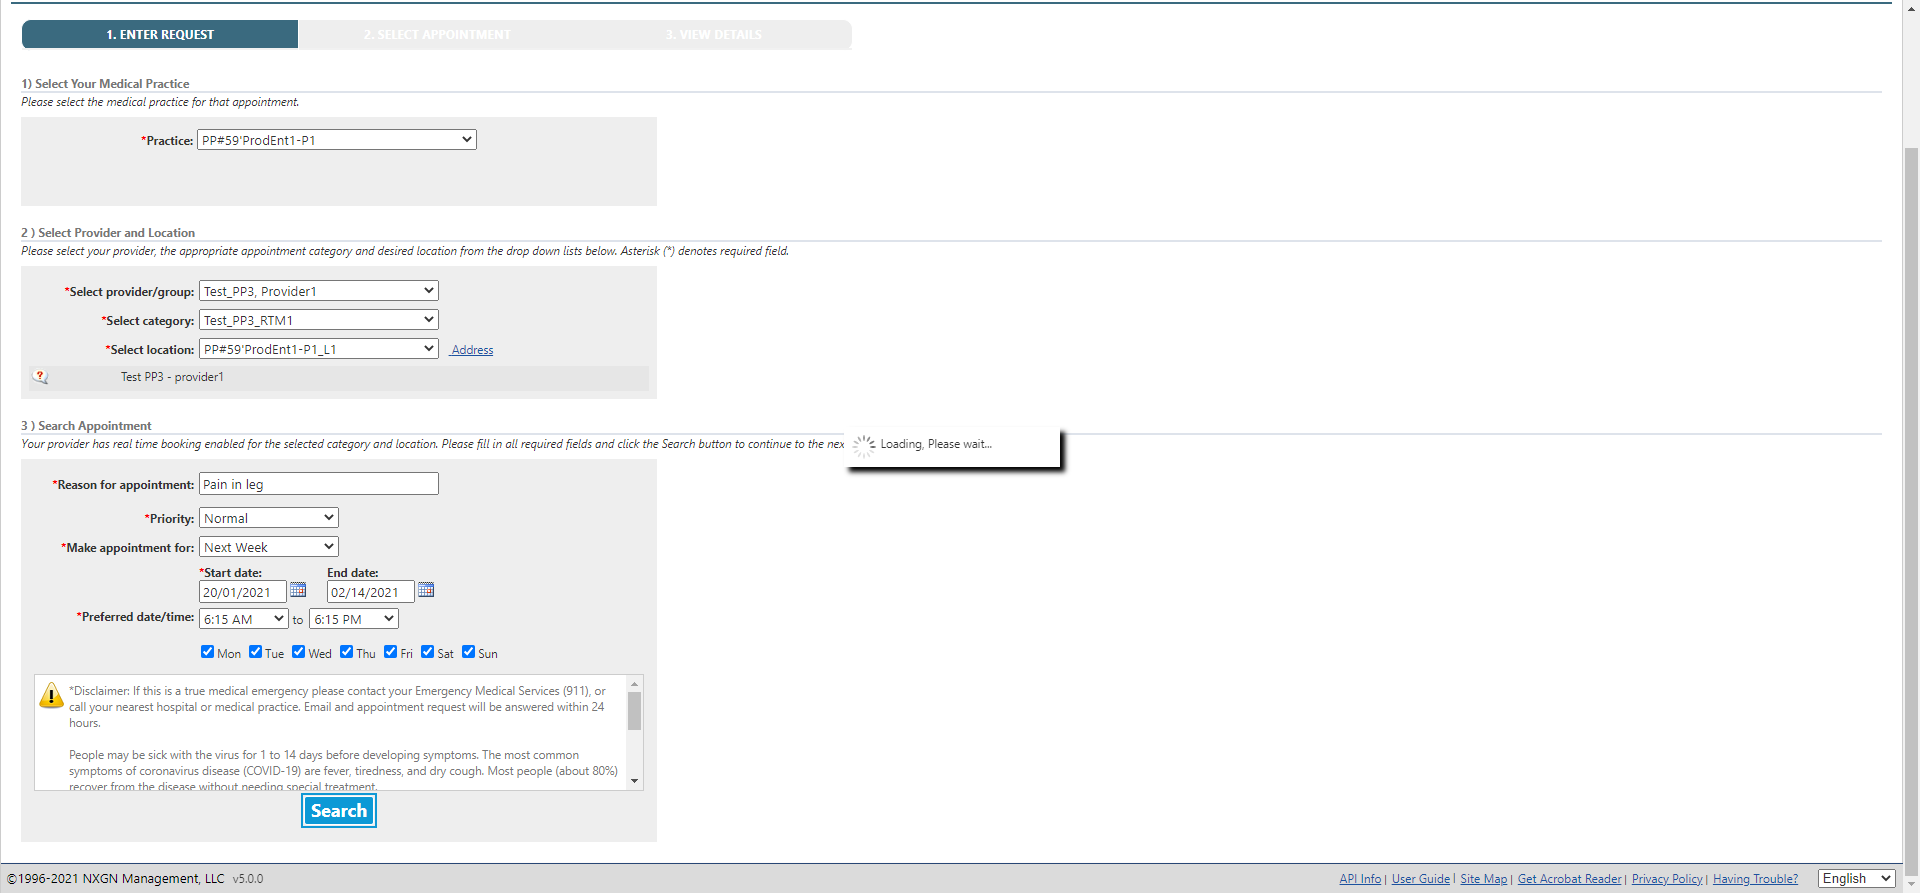 1. ENTER REQUEST 2. SELECT APPOINTMENT 3. VIEW DETAILS
1) Select Your Medical Practice
Please select the medical practice for that appointment.
*Practice: PP#59'ProdEnt1-P1
2 ) Select Provider and Location
Please select your provider, the appropriate appointment category and desired location from the drop down lists below. Asterisk (*) denotes required field.
*Select provider/group: Test_PP3, Provider1
*Select category: Test_PP3_RTM1
*Select location: PP#59'ProdEnt1-P1_L1 Address
Test PP3 - provider1
3 ) Search Appointment
Your provider has real time booking enabled for the selected category and location. Please fill in all required fields and click the Search button to continue to the nex
Loading, Please wait...
*Reason for appointment: Pain in leg
*Priority: Normal
*Make appointment for: Next Week
*Start date: End date:
20/01/2021 02/14/2021
*Preferred date/time: 6:15 AM to 6:15 PM
Mon Tue Wed Thu Fri Sat Sun
*Disclaimer: If this is a true medical emergency please contact your Emergency Medical Services (911), or
call your nearest hospital or medical practice. Email and appointment request will be answered within 24
hours.
People may be sick with the virus for 1 to 14 days before developing symptoms. The most common
symptoms of coronavirus disease (COVID-19) are fever, tiredness, and dry cough. Most people (about 80%)
recover from the disease without needing special treatment.
Search
©1996-2021 NXGN Management, LLC v5.0.0 API Info | User Guide | Site Map | Get Acrobat Reader | Privacy Policy | Having Trouble? English